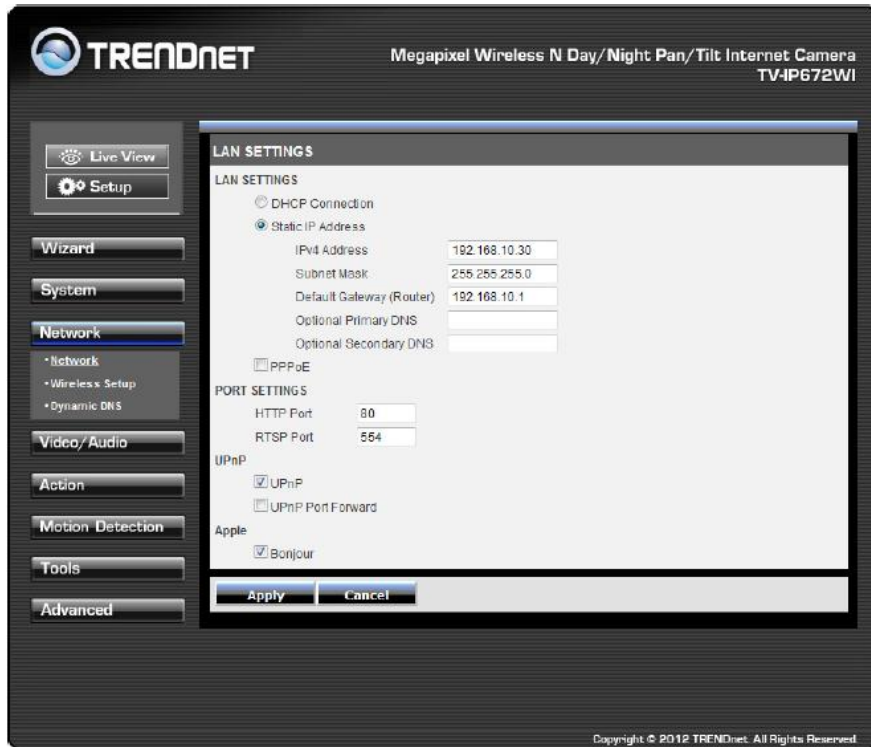 TRENDNET
Megapixel Wireless N Day/Night Pan/Tilt Internet Camera
TV-IP672WI
Live View
Setup
Wizard
System
Network
•Network
•Wireless Setup
•Dynamic DNS
Video/Audio
Action
Motion Detection
Tools
Advanced
LAN SETTINGS
LAN SETTINGS
DHCP Connection
Static IP Address
IPv4 Address 192.168.10.30
Subnet Mask 255.255.255.0
Default Gateway (Router) 192.168.10.1
Optional Primary DNS
Optional Secondary DNS
PPPoE
PORT SETTINGS
HTTP Port 80
RTSP Port 554
UPnP
UPnP
UPnP Port Forward
Apple
Bonjour
Apply Cancel
Copyright © 2012 TRENDnet. All Rights Reserved.